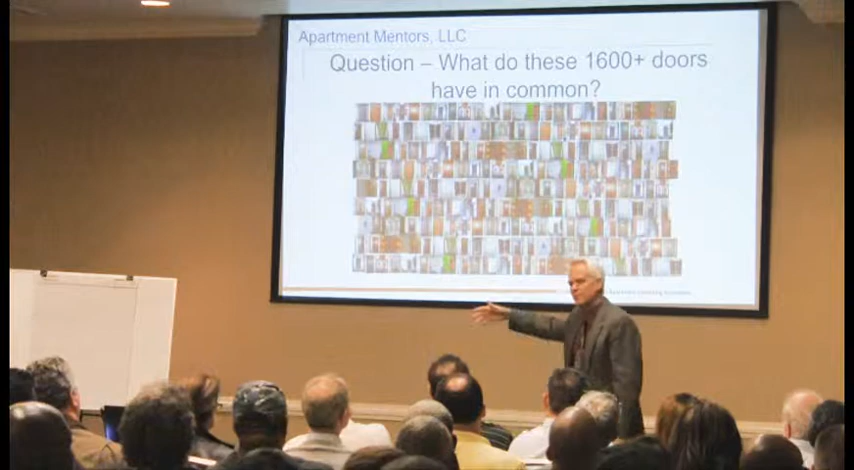 Apartment Mentors, LLC
Question – What do these 1600+ doors
have in common?